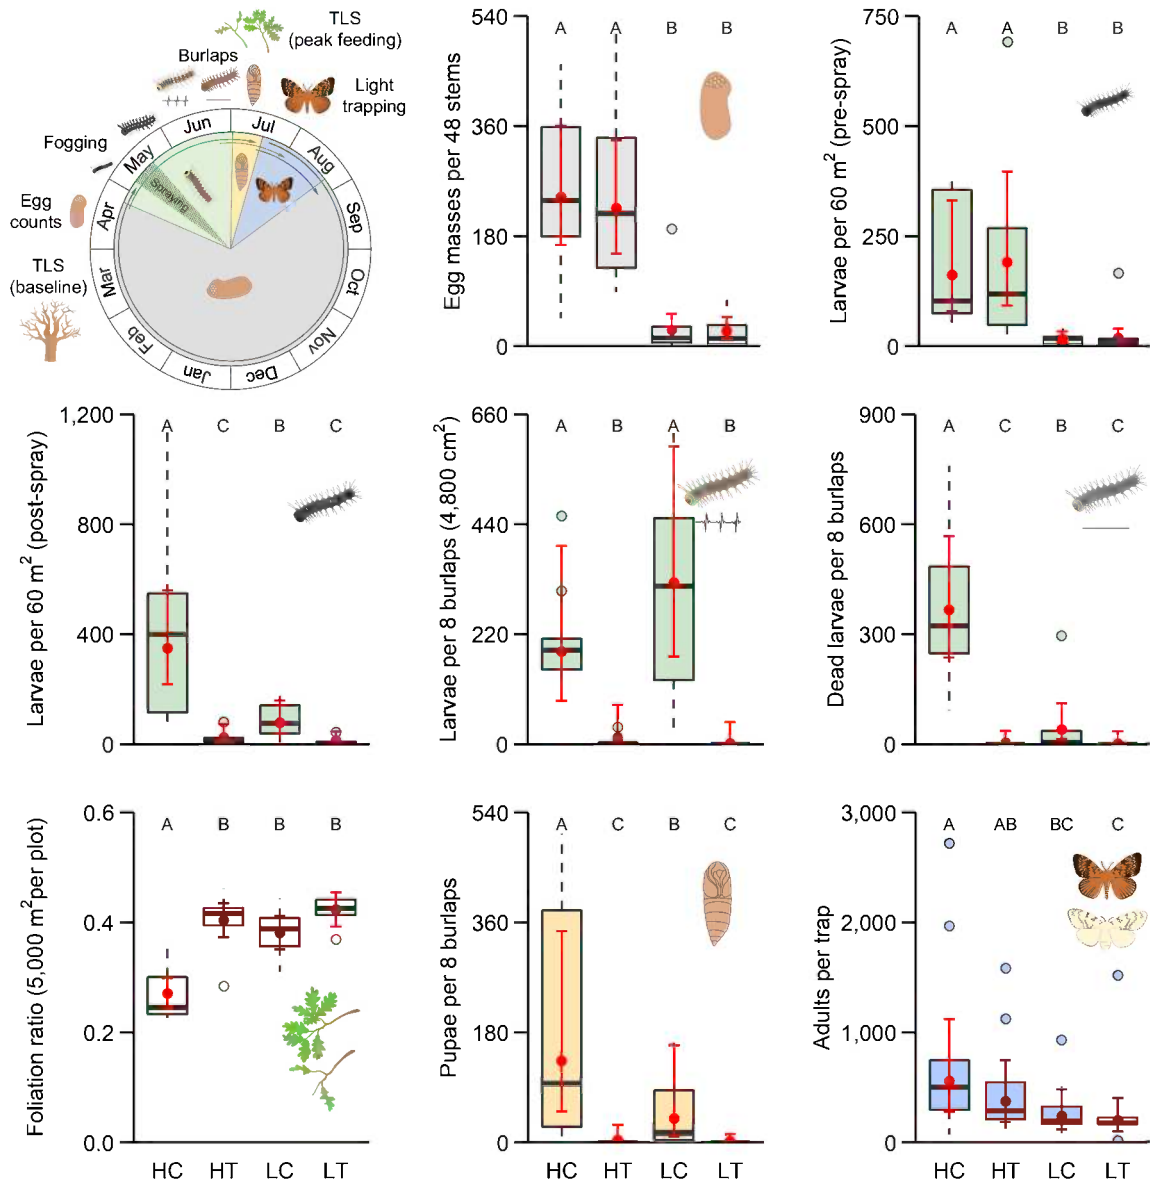 TLS
(peak feeding)
Burlaps
Light
trapping
Fogging
Egg
counts
TLS
(baseline)
Jan
Feb
Mar
Apr
May
Jun
Jul
Aug
Sep
Oct
Nov
Dec
Spraying
Egg masses per 48 stems
540
360
180
0
A
A
B
B
Larvae per 60 m² (pre-spray)
750
500
250
0
A
A
B
B
Larvae per 60 m² (post-spray)
1,200
800
400
0
A
C
B
C
Larvae per 8 burlaps (4,800 cm²)
660
440
220
0
A
B
A
B
Dead larvae per 8 burlaps
900
600
300
0
A
C
B
C
Foliation ratio (5,000 m² per plot)
0.6
0.4
0.2
0.0
A
B
B
B
HC HT LC LT
Pupae per 8 burlaps
540
360
180
0
A
C
B
C
HC HT LC LT
Adults per trap
3,000
2,000
1,000
0
A
AB
BC
C
HC HT LC LT